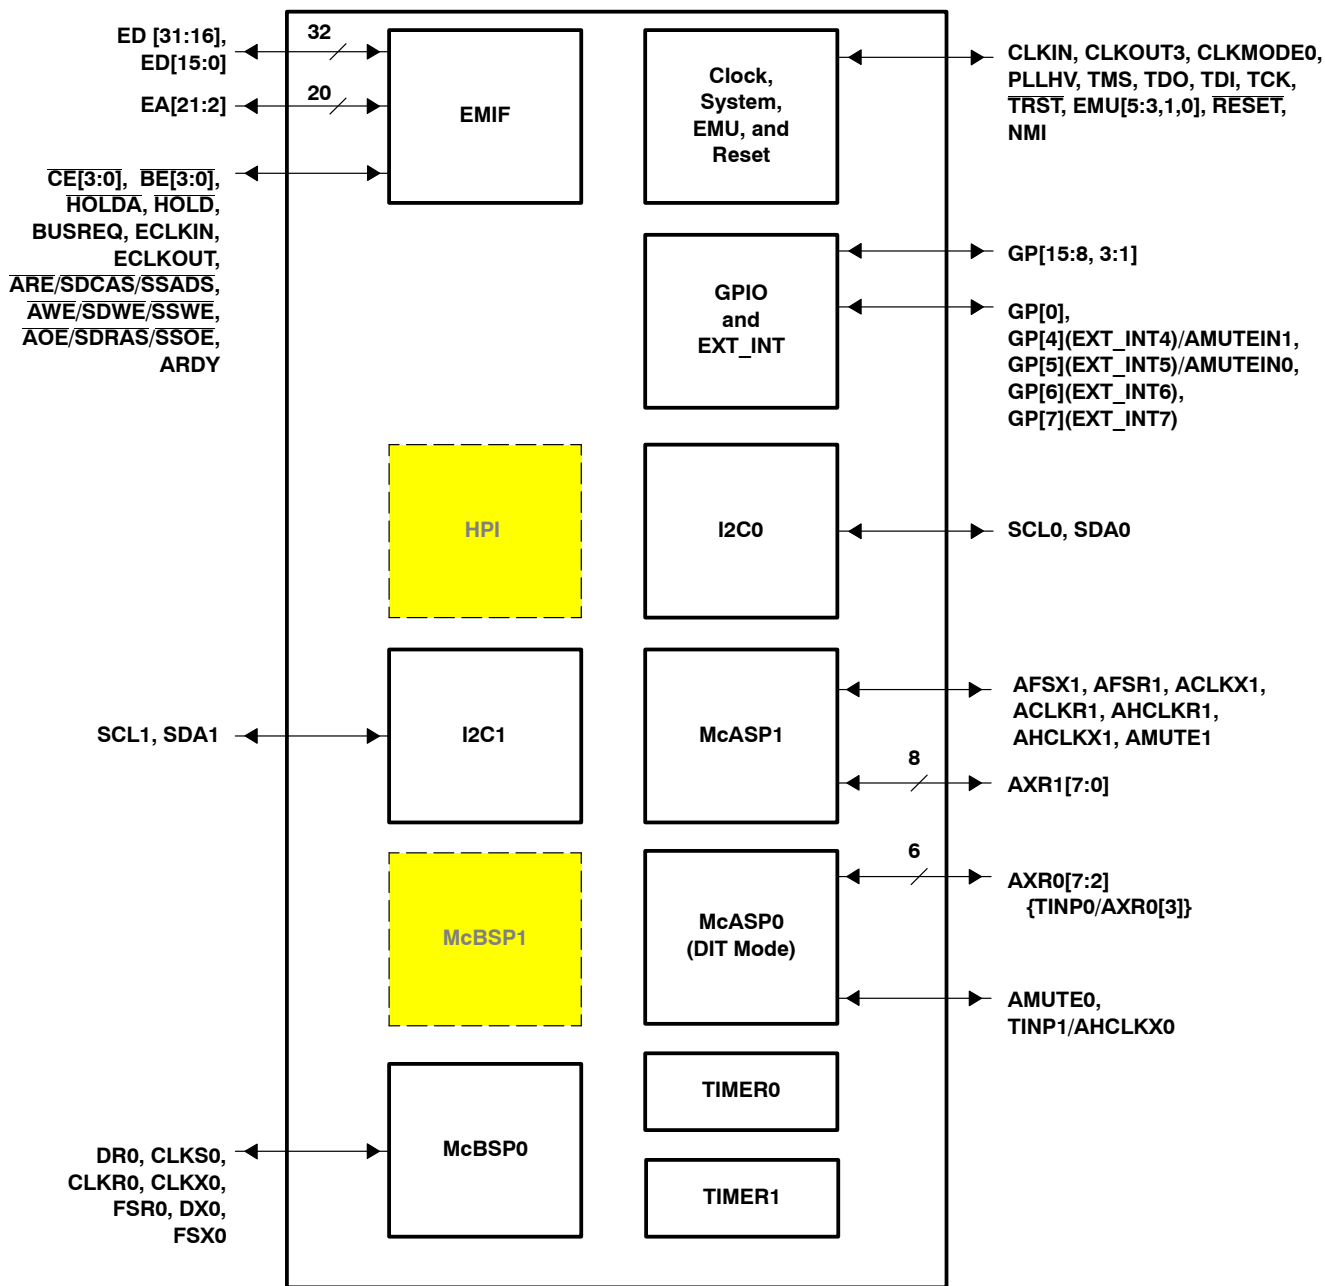 ED [31:16],
ED[15:0]
32
EA[21:2]
20
EMIF
CE[3:0], BE[3:0],
HOLDA, HOLD,
BUSREQ, ECLKIN,
ECLKOUT,
ARE/SDCAS/SSADS,
AWE/SDWE/SSWE,
AOE/SDRAS/SSOE,
ARDY
Clock,
System,
EMU, and
Reset
CLKIN, CLKOUT3, CLKMODE0,
PLLHV, TMS, TDO, TDI, TCK,
TRST, EMU[5:3,1,0], RESET,
NMI
GPIO
and
EXT_INT
GP[15:8, 3:1]
GP[0],
GP[4](EXT_INT4)/AMUTEIN1,
GP[5](EXT_INT5)/AMUTEIN0,
GP[6](EXT_INT6),
GP[7](EXT_INT7)
HPI
I2C0
SCL0, SDA0
SCL1, SDA1
I2C1
McASP1
AFSX1, AFSR1, ACLKX1,
ACLKR1, AHCLKR1,
AHCLKX1, AMUTE1
8
AXR1[7:0]
McBSP1
McASP0
(DIT Mode)
6
AXR0[7:2]
{TINP0/AXR0[3]}
AMUTE0,
TINP1/AHCLKX0
DR0, CLKS0,
CLKR0, CLKX0,
FSR0, DX0,
FSX0
McBSP0
TIMER0
TIMER1